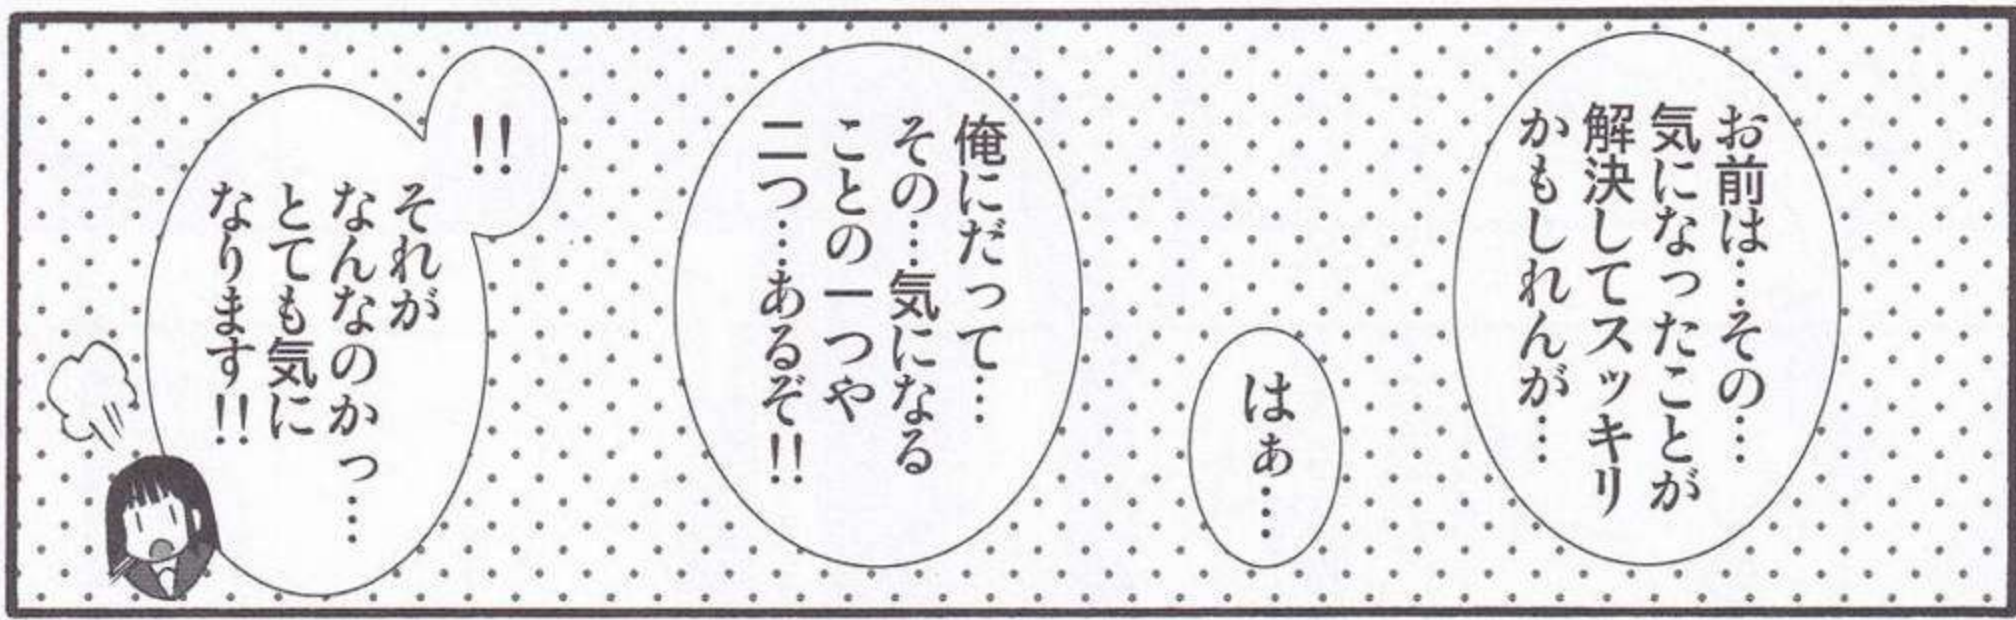 お前は…その…
気になったことが
解決してスッキリ
かもしれんが…
はぁ…
俺にだって…
その…気になる
ことの一つや
二つ…あるぞ!!
!!
それが
なんなのかっ…
とても気に
なります!!